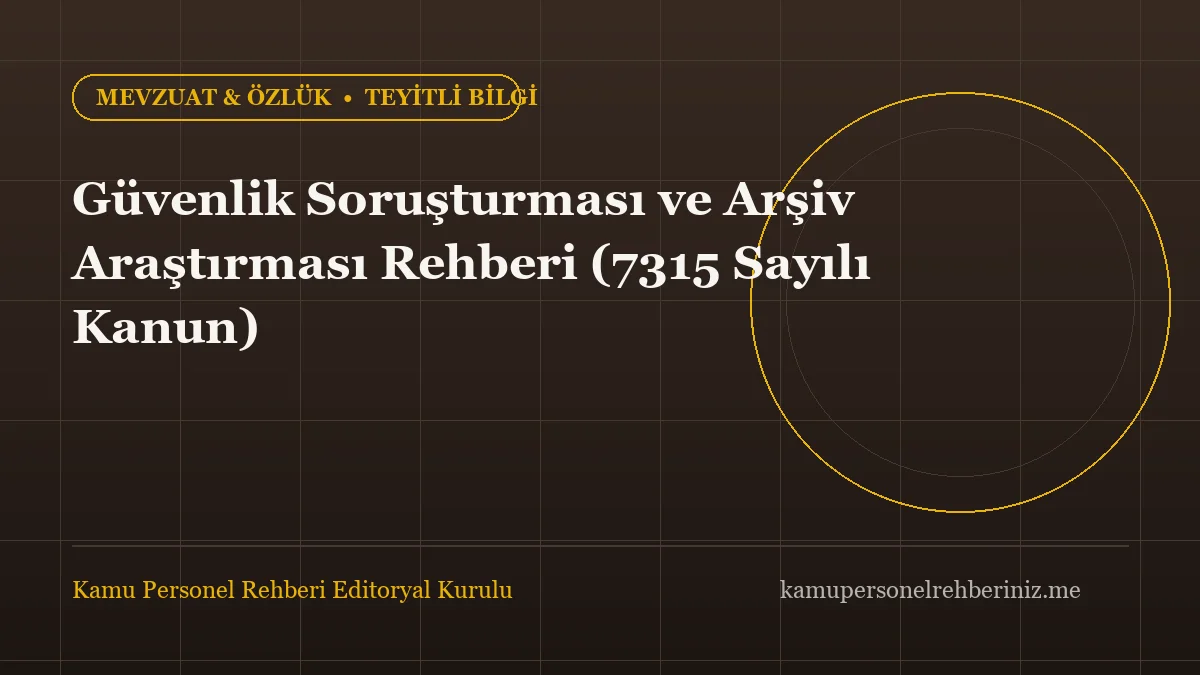 MEVZUAT & ÖZLÜK • TEYİTLİ BİLGİ
Güvenlik Soruşturması ve Arşiv
Araştırması Rehberi (7315 Sayılı
Kanun)
Kamu Personel Rehberi Editoryal Kurulu
kamupersonelrehberiniz.me